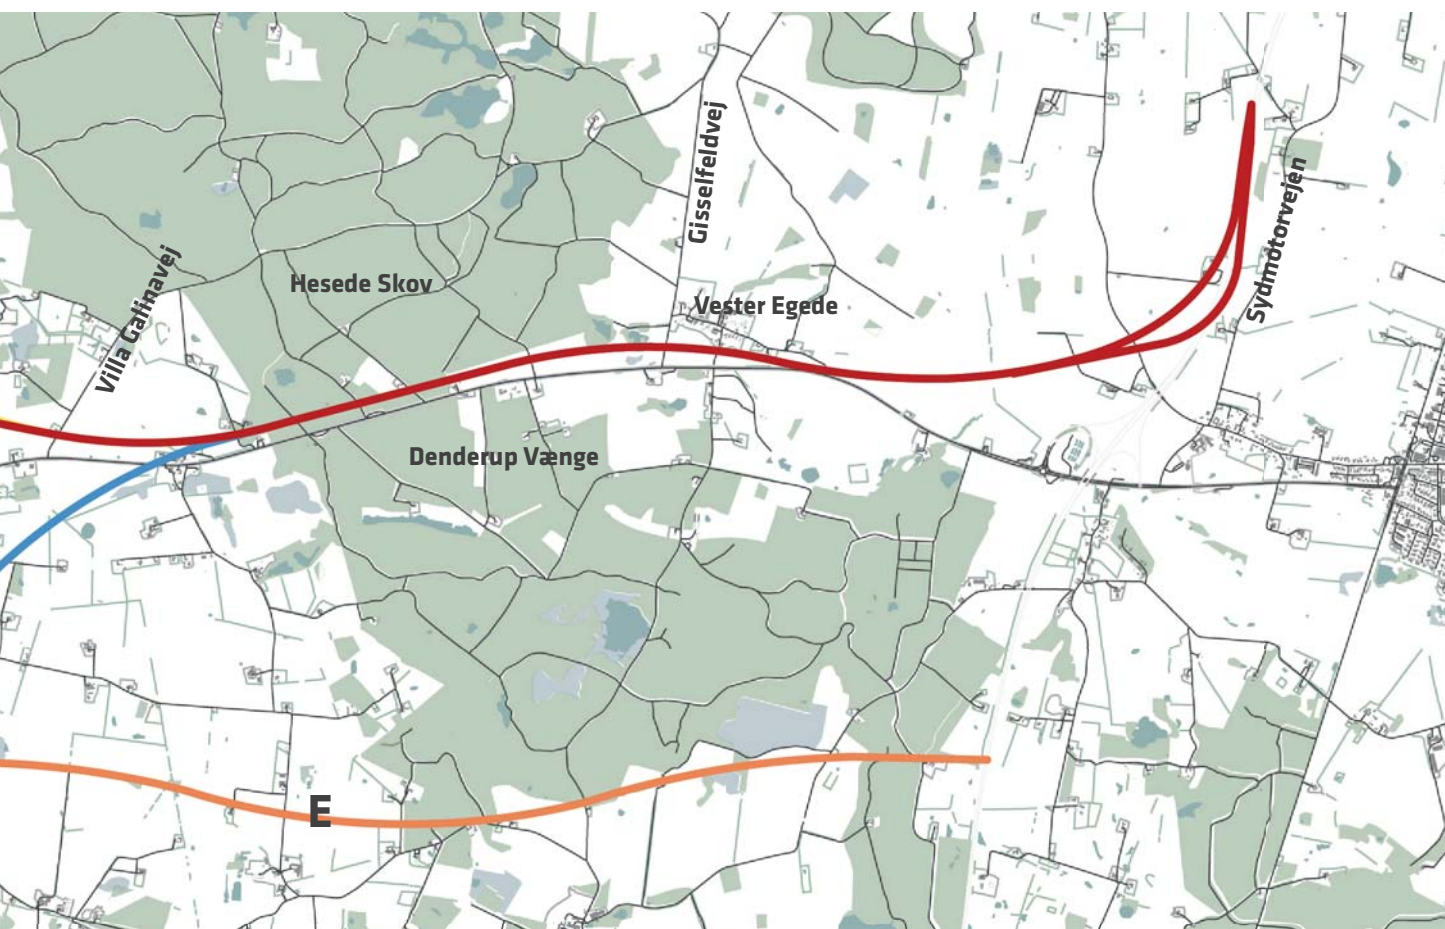 Gisselfeldvej
Sydmotorvejen
Villa Galinavej
Hesede Skov
Vester Egede
Denderup Vænge
E